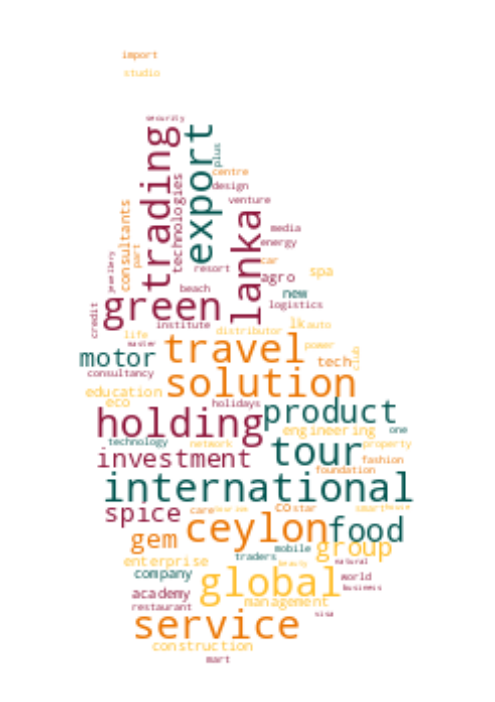 import
studio
security
trading
export
plus
centre
design
technologies
consultants
venture
lanka
media
energy
part
car
jewellery
resort
agro
spa
beach
new
green
logistics
credit
institute
lk
auto
distributor
life
master
power
travel
motor
tech
club
consultancy
solution
education
eco
holidays
product
holding
engineering
one
technology
network
property
tour
investment
fashion
foundation
international
spice
care
co
star
smart
ceylon
food
gem
group
mobile
traders
enterprise
natural
beauty
company
world
global
business
academy
management
restaurant
visa
service
construction
mart